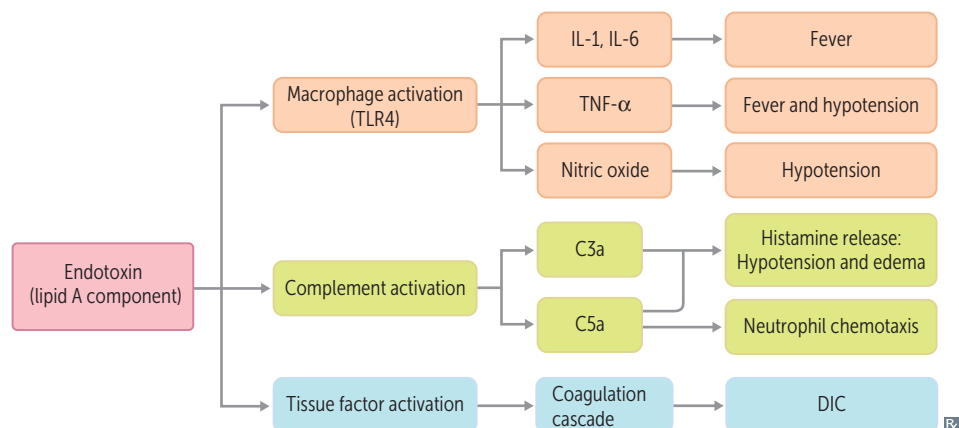 IL-1, IL-6
Fever
Macrophage activation
(TLR4)
TNF-α
Fever and hypotension
Nitric oxide
Hypotension
Endotoxin
(lipid A component)
Complement activation
C3a
Histamine release:
Hypotension and edema
C5a
Neutrophil chemotaxis
Tissue factor activation
Coagulation
cascade
DIC
℞